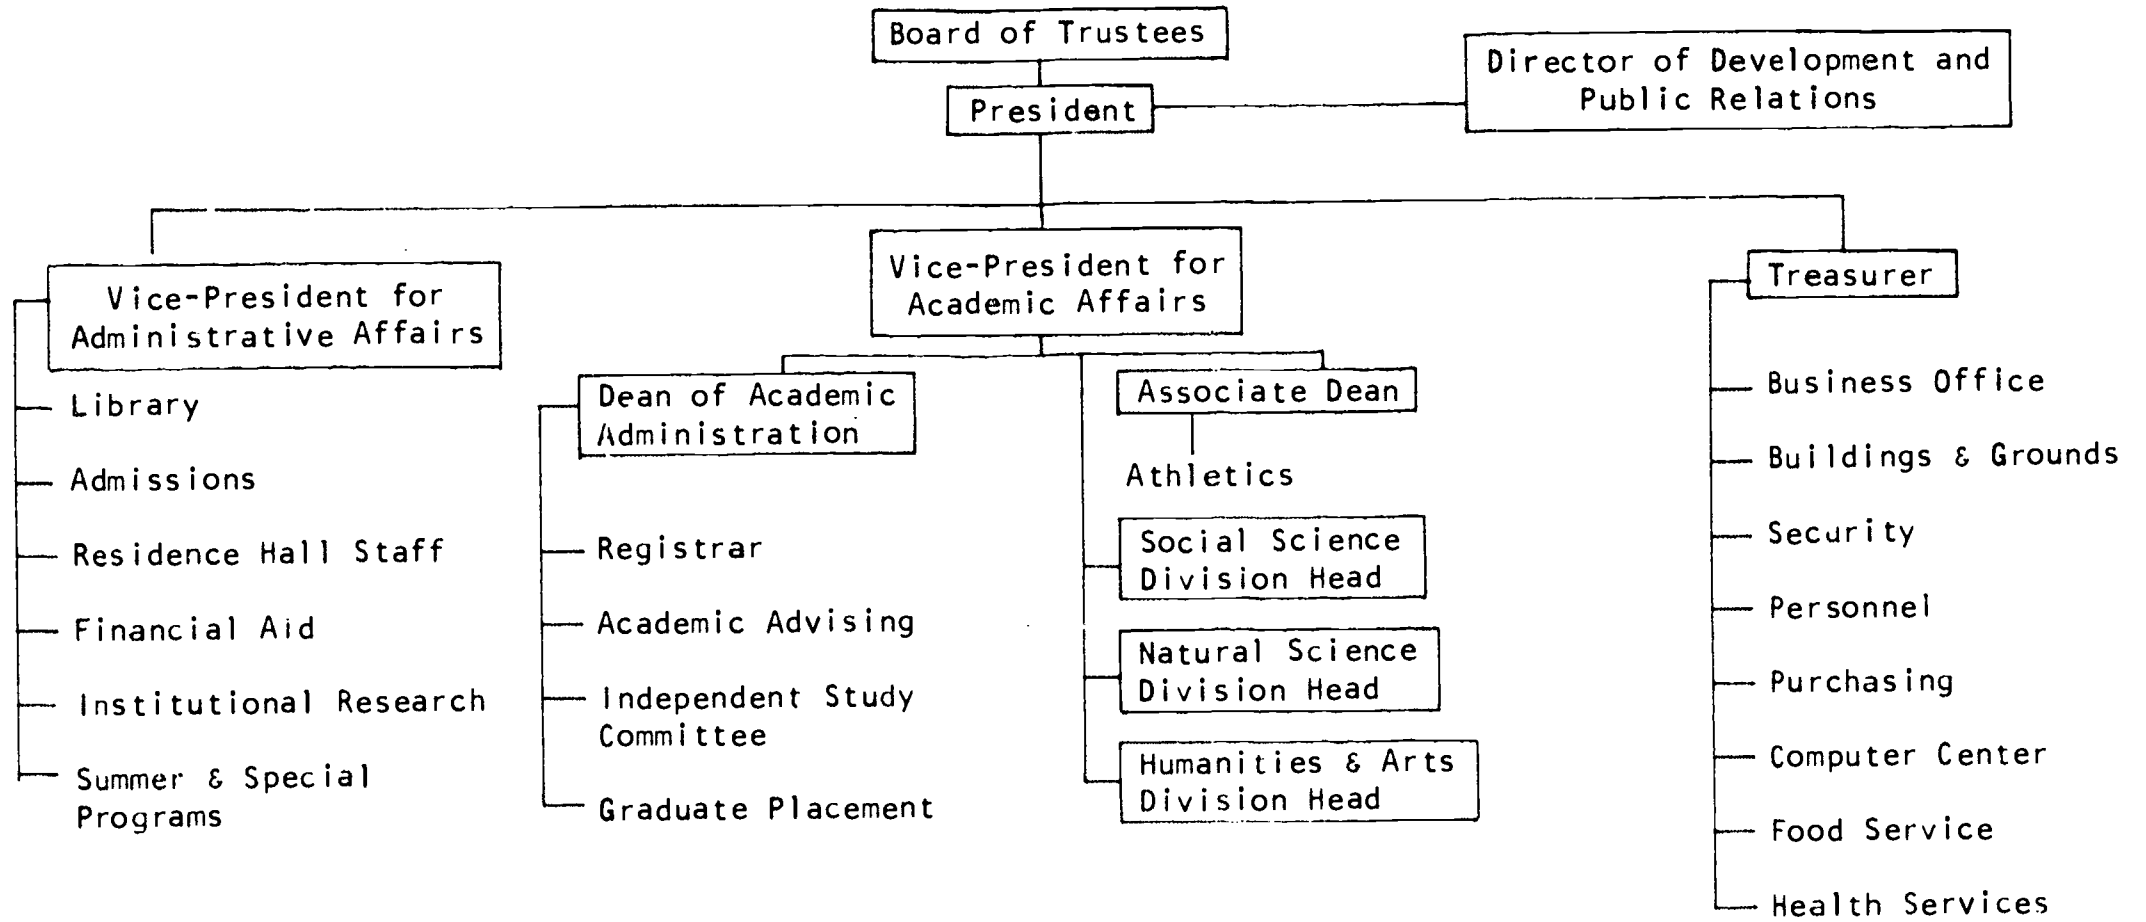 Board of Trustees
Director of Development and
Public Relations
President
Vice-President for
Administrative Affairs
Library
Admissions
Residence Hall Staff
Financial Aid
Institutional Research
Summer & Special
Programs
Vice-President for
Academic Affairs
Dean of Academic
Administration
Registrar
Academic Advising
Independent Study
Committee
Graduate Placement
Associate Dean
Athletics
Social Science
Division Head
Natural Science
Division Head
Humanities & Arts
Division Head
Treasurer
Business Office
Buildings & Grounds
Security
Personnel
Purchasing
Computer Center
Food Service
Health Services